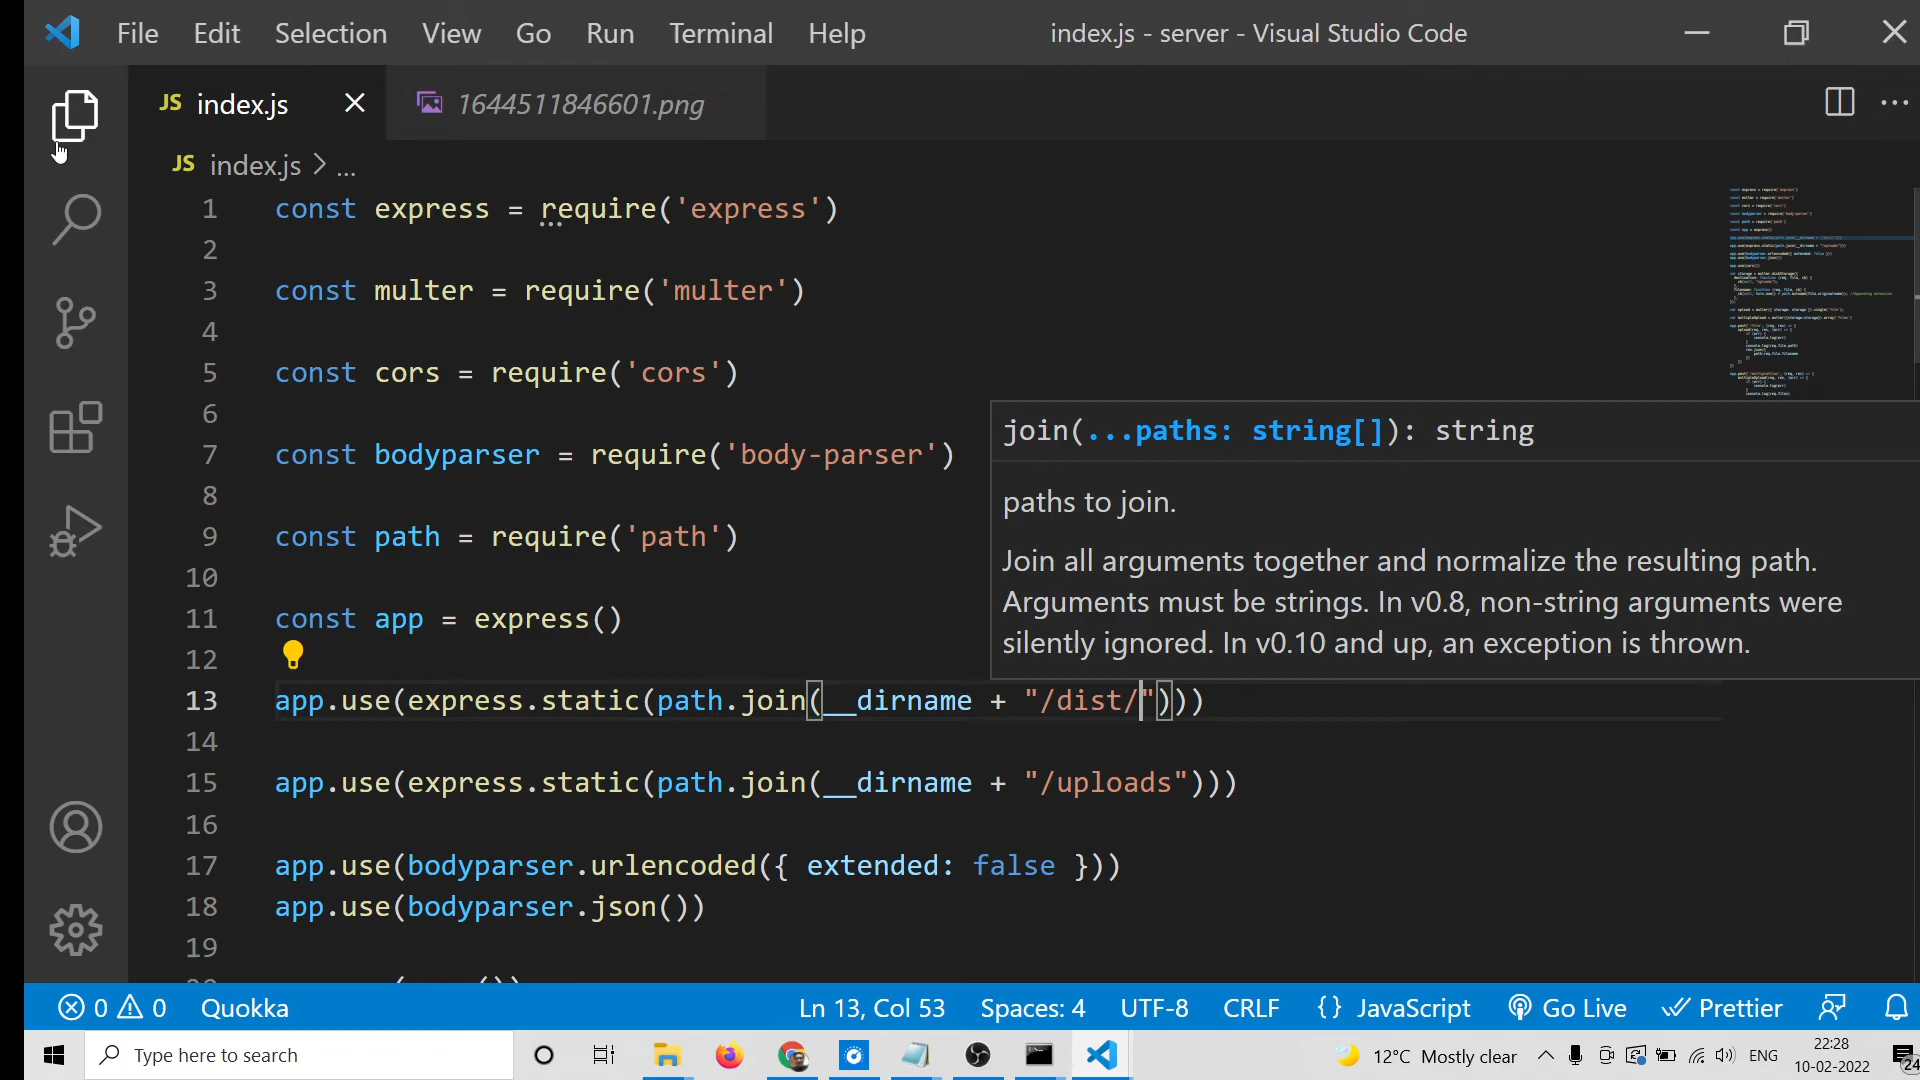 File Edit Selection View Go Run Terminal Help index.js - server - Visual Studio Code
JS index.js 1644511846601.png
JS index.js > ...
1 const express = require('express')
2
3 const multer = require('multer')
4
5 const cors = require('cors')
6
7 const bodyparser = require('body-parser')
8
9 const path = require('path')
10
11 const app = express()
12
13 app.use(express.static(path.join(__dirname + "/dist/")))
14
15 app.use(express.static(path.join(__dirname + "/uploads")))
16
17 app.use(bodyparser.urlencoded({ extended: false }))
18 app.use(bodyparser.json())
19
join(...paths: string[]): string
paths to join.
Join all arguments together and normalize the resulting path.
Arguments must be strings. In v0.8, non-string arguments were
silently ignored. In v0.10 and up, an exception is thrown.
0 0 Quokka Ln 13, Col 53 Spaces: 4 UTF-8 CRLF {} JavaScript Go Live Prettier
Type here to search 12°C Mostly clear ENG 22:28
10-02-2022 24